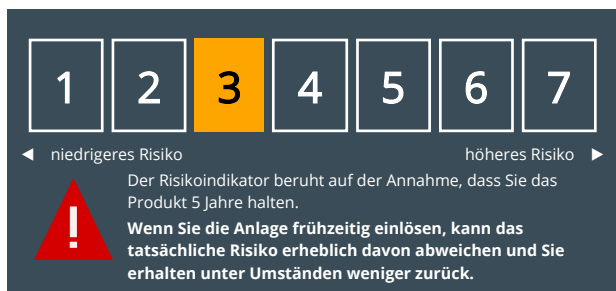 1 2 3 4 5 6 7
◄ niedrigeres Risiko höheres Risiko ►
Der Risikoindikator beruht auf der Annahme, dass Sie das
Produkt 5 Jahre halten.
!
Wenn Sie die Anlage frühzeitig einlösen, kann das
tatsächliche Risiko erheblich davon abweichen und Sie
erhalten unter Umständen weniger zurück.